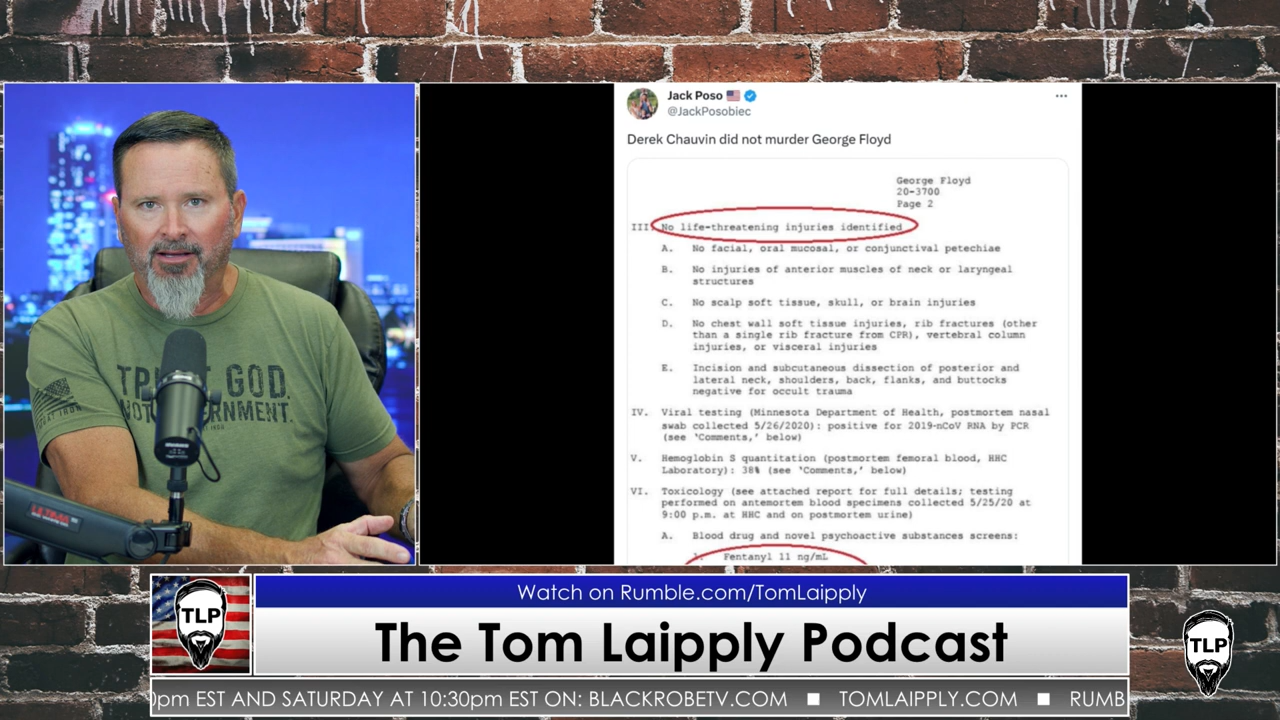 Jack Poso
@JackPosobiec
Derek Chauvin did not murder George Floyd
George Floyd
20-3700
Page 2
III. No life-threatening injuries identified
A. No facial, oral mucosal, or conjunctival petechiae
B. No injuries of anterior muscles of neck or laryngeal
structures
C. No scalp soft tissue, skull, or brain injuries
D. No chest wall soft tissue injuries, rib fractures (other
than a single rib fracture from CPR), vertebral column
injuries, or visceral injuries
E. Incision and subcutaneous dissection of posterior and
lateral neck, shoulders, back, flanks, and buttocks
negative for occult trauma
IV. Viral testing (Minnesota Department of Health, postmortem nasal
swab collected 5/26/2020): positive for 2019-nCoV RNA by PCR
(see 'Comments,' below)
V. Hemoglobin S quantitation (postmortem femoral blood, HHC
Laboratory): 38% (see 'Comments,' below)
VI. Toxicology (see attached report for full details; testing
performed on antemortem blood specimens collected 5/25/20 at
9:00 p.m. at HHC and on postmortem urine)
A. Blood drug and novel psychoactive substances screens:
1. Fentanyl 11 ng/mL
GOD.
TLP
Watch on Rumble.com/TomLaipply
The Tom Laipply Podcast
TLP
0pm EST AND SATURDAY AT 10:30pm EST ON: BLACKROBETV.COM ■ TOMLAIPPLY.COM ■ RUMB